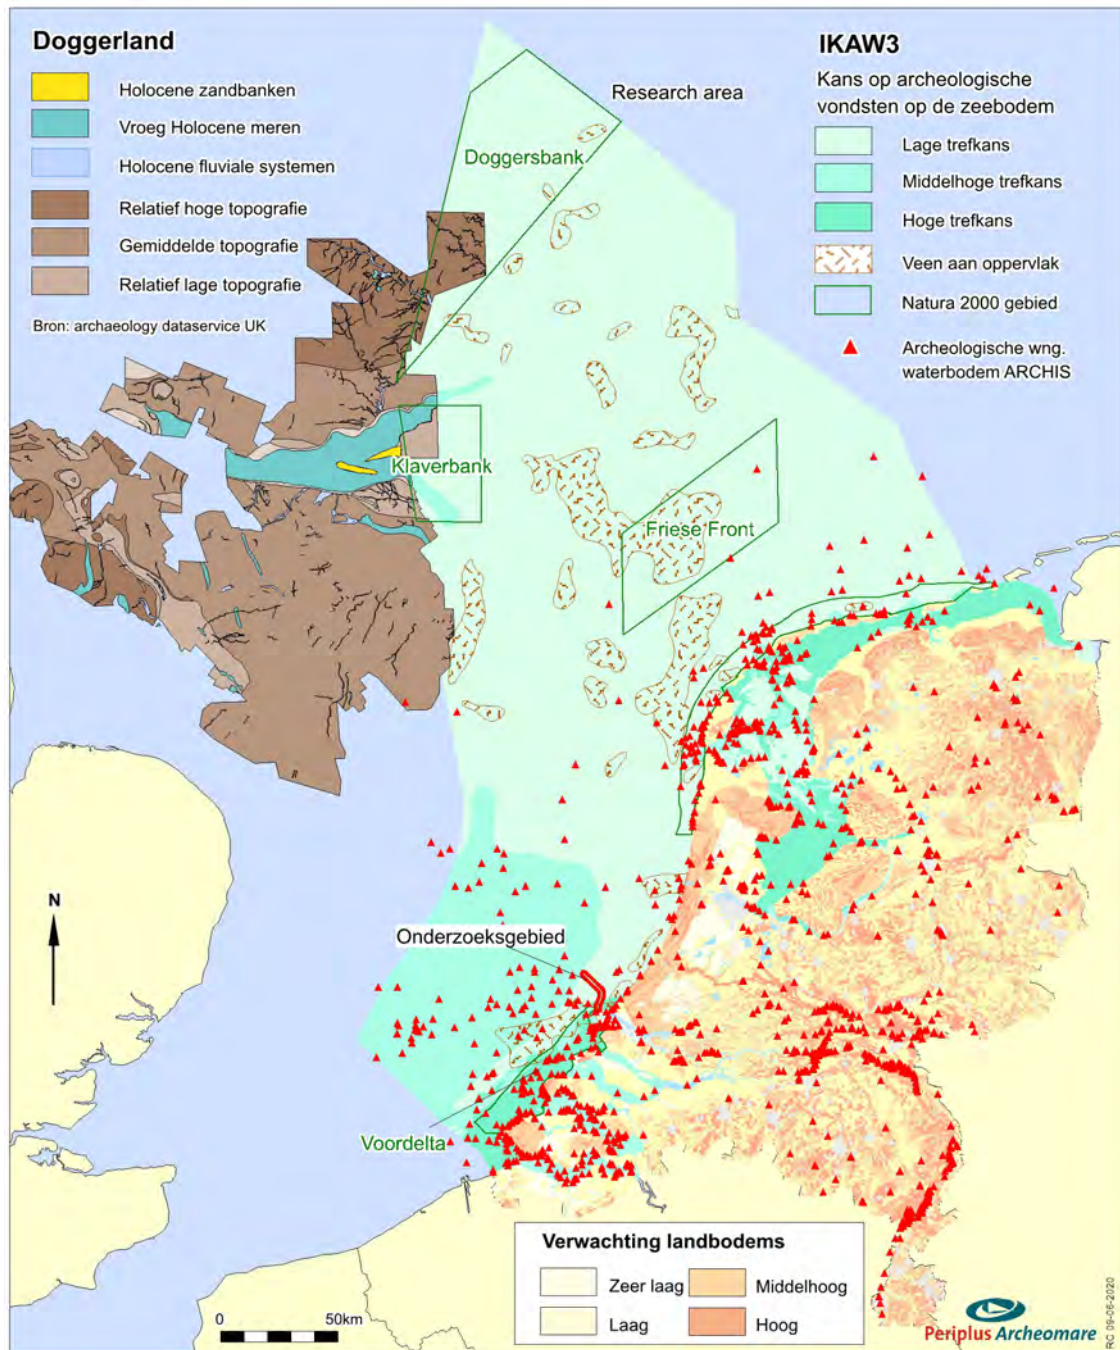 Doggerland
Holocene zandbanken
Vroeg Holocene meren
Holocene fluviale systemen
Relatief hoge topografie
Gemiddelde topografie
Relatief lage topografie
Bron: archaeology dataservice UK
IKAW3
Kans op archeologische
vondsten op de zeebodem
Lage trefkans
Middelhoge trefkans
Hoge trefkans
Veen aan oppervlak
Natura 2000 gebied
Archeologische wng.
waterbodem ARCHIS
Research area
Doggersbank
Klaverbank
Friese Front
N
Onderzoeksgebied
Voordelta
Verwachting landbodems
Zeer laag
Middelhoog
Laag
Hoog
0
50km
Periplus Archeomare
RC 09-06-2020